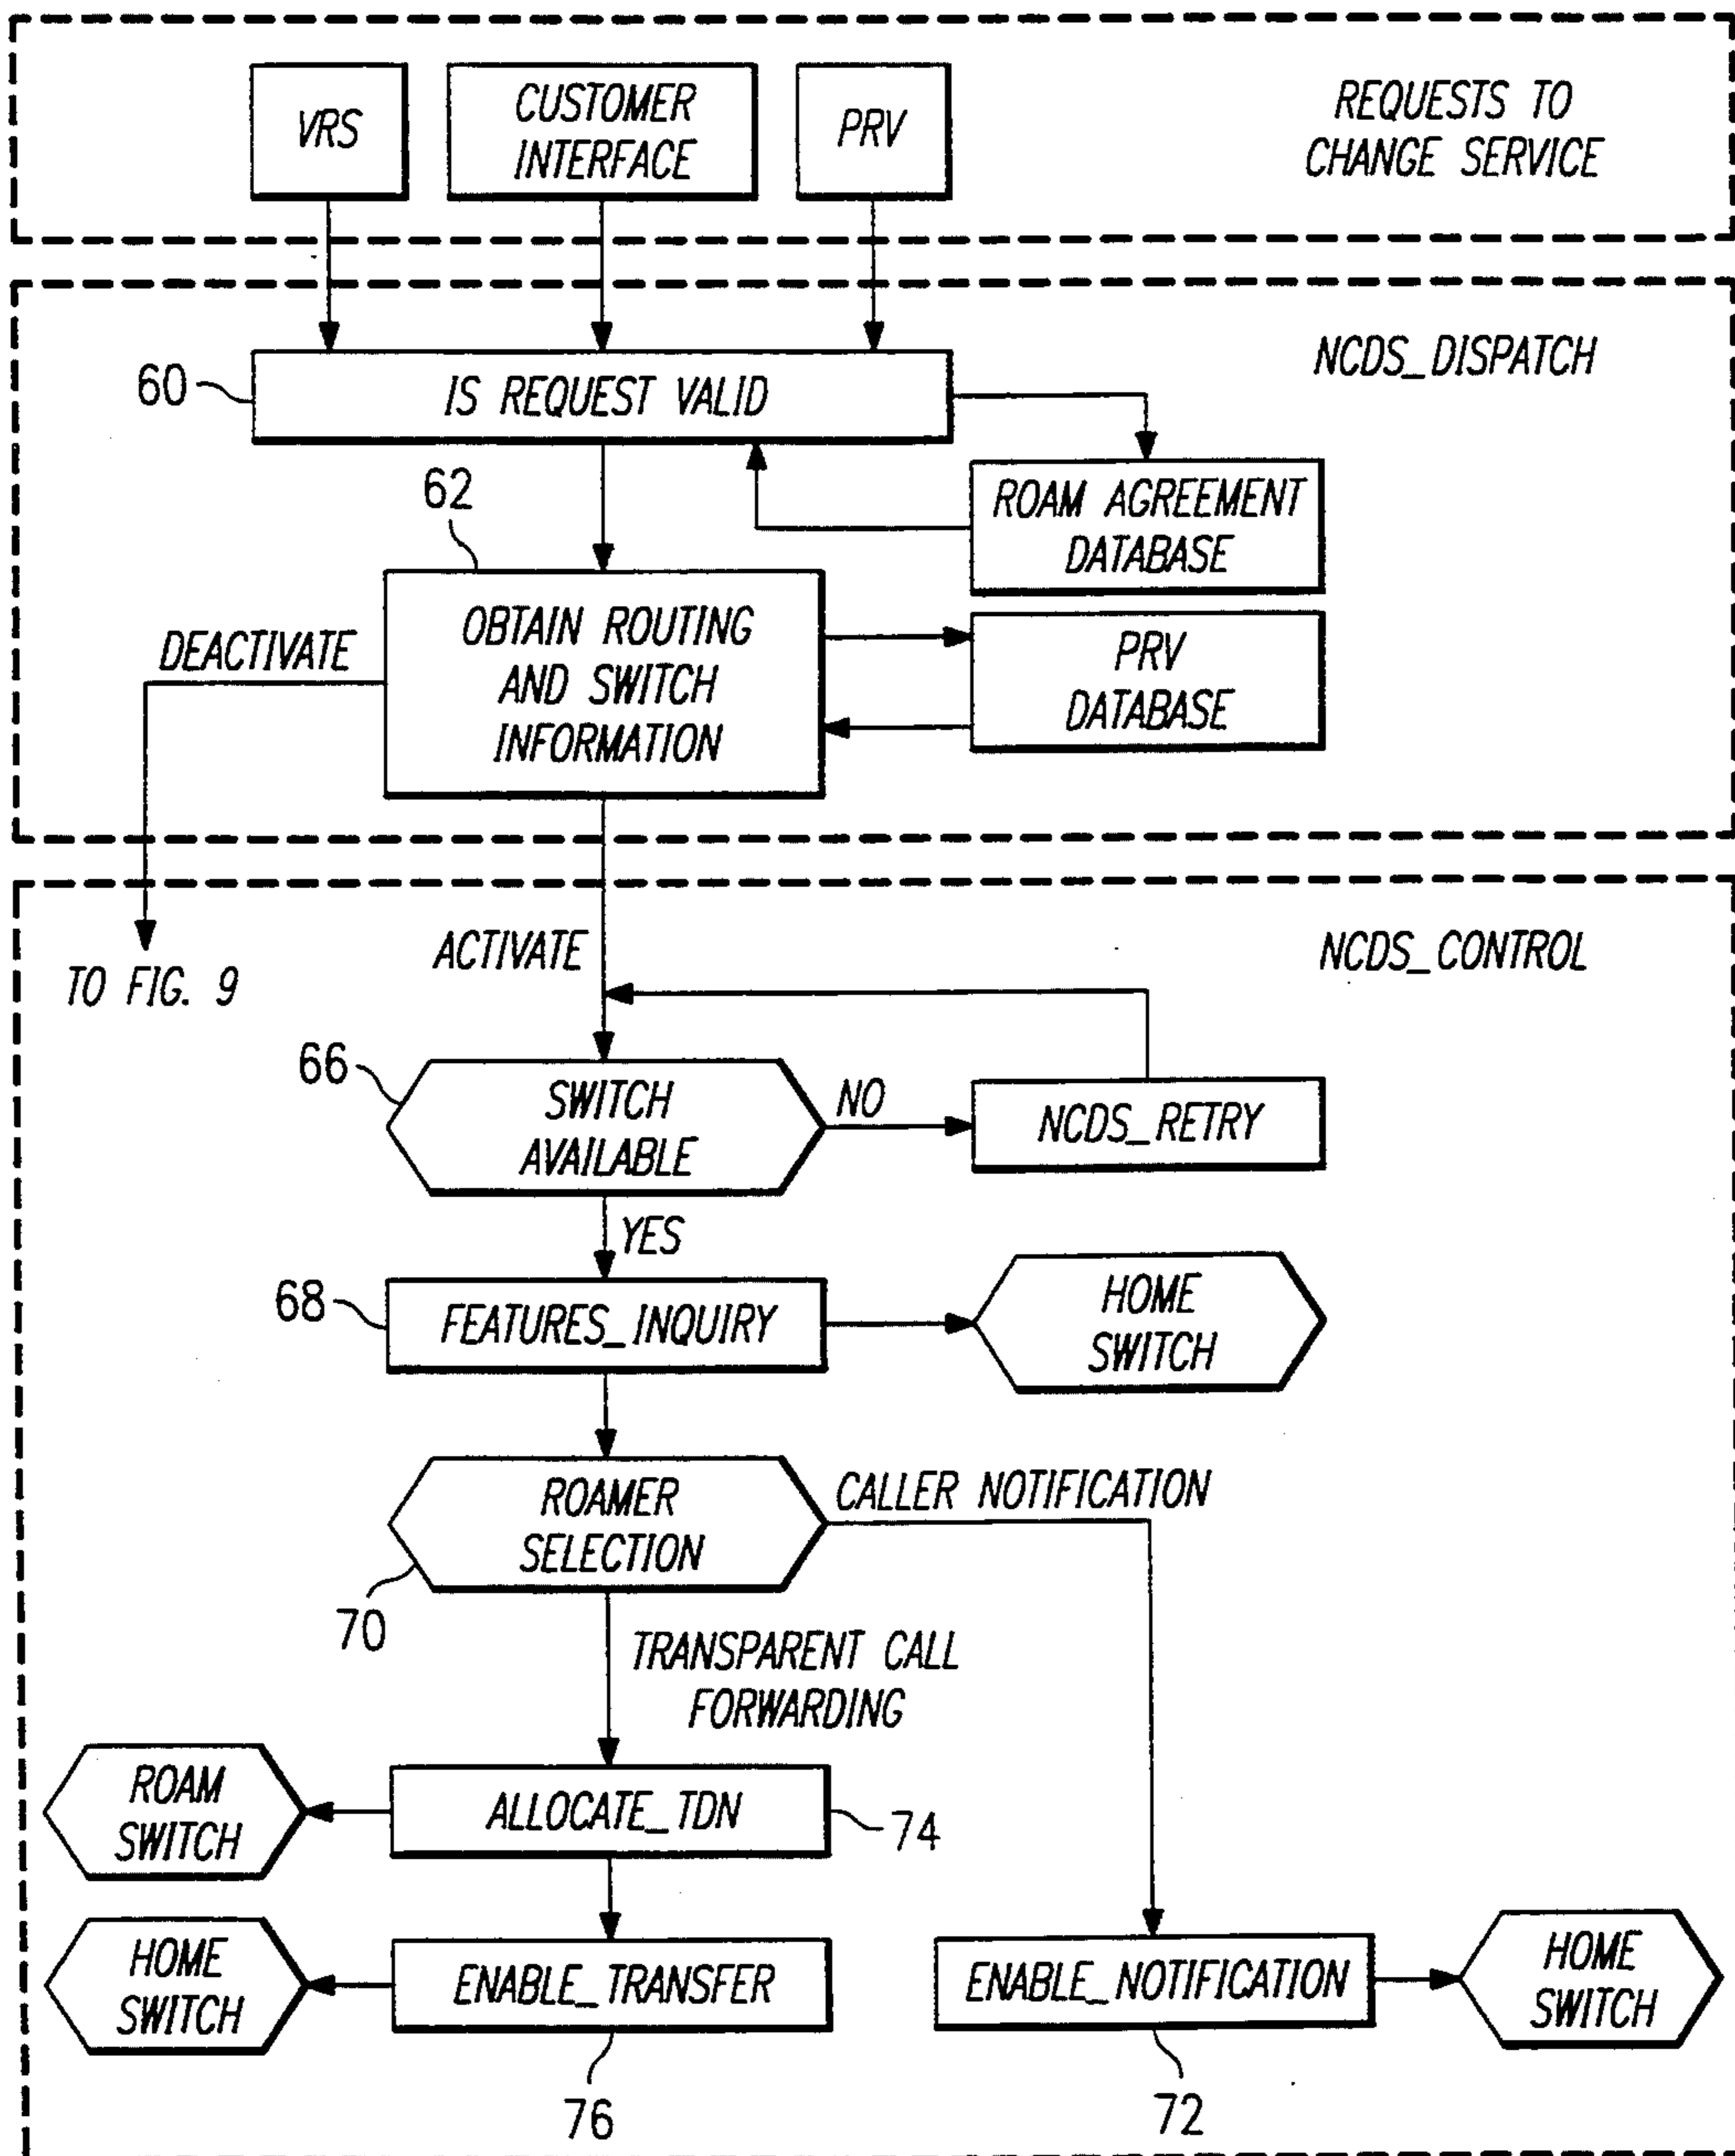 VRS
CUSTOMER
INTERFACE
PRV
REQUESTS TO
CHANGE SERVICE
NCDS_DISPATCH
60
IS REQUEST VALID
ROAM AGREEMENT
DATABASE
62
OBTAIN ROUTING
AND SWITCH
INFORMATION
PRV
DATABASE
DEACTIVATE
TO FIG. 9
ACTIVATE
NCDS_CONTROL
66
SWITCH
AVAILABLE
NO
NCDS_RETRY
YES
68
FEATURES_INQUIRY
HOME
SWITCH
ROAMER
SELECTION
CALLER NOTIFICATION
70
TRANSPARENT CALL
FORWARDING
ROAM
SWITCH
ALLOCATE_TDN
74
HOME
SWITCH
ENABLE_TRANSFER
76
ENABLE_NOTIFICATION
72
HOME
SWITCH